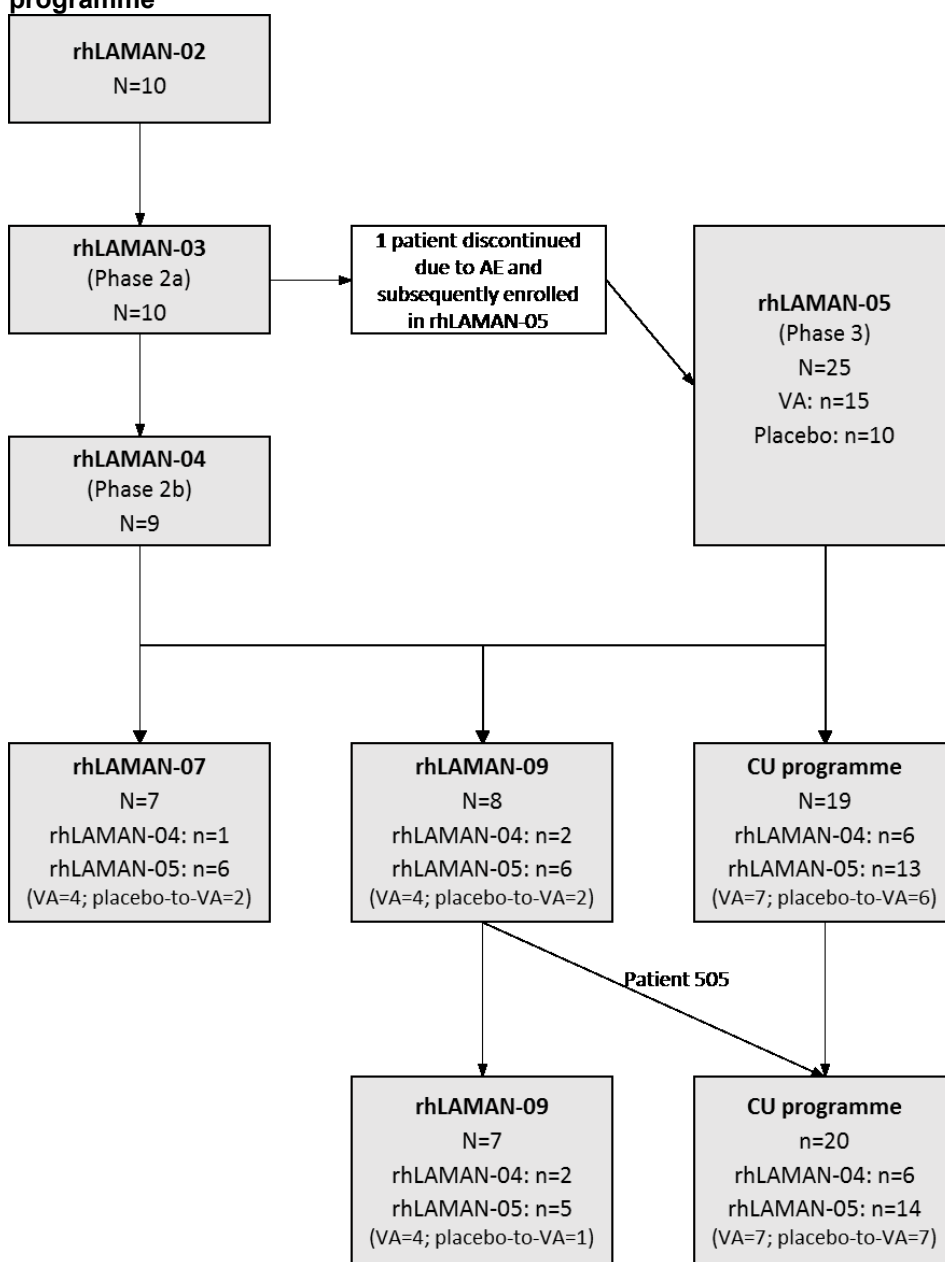 programme
rhLAMAN-02
N=10
rhLAMAN-03
(Phase 2a)
N=10
1 patient discontinued
due to AE and
subsequently enrolled
in rhLAMAN-05
rhLAMAN-05
(Phase 3)
N=25
VA: n=15
Placebo: n=10
rhLAMAN-04
(Phase 2b)
N=9
rhLAMAN-07
N=7
rhLAMAN-04: n=1
rhLAMAN-05: n=6
(VA=4; placebo-to-VA=2)
rhLAMAN-09
N=8
rhLAMAN-04: n=2
rhLAMAN-05: n=6
(VA=4; placebo-to-VA=2)
CU programme
N=19
rhLAMAN-04: n=6
rhLAMAN-05: n=13
(VA=7; placebo-to-VA=6)
Patient 505
rhLAMAN-09
N=7
rhLAMAN-04: n=2
rhLAMAN-05: n=5
(VA=4; placebo-to-VA=1)
CU programme
n=20
rhLAMAN-04: n=6
rhLAMAN-05: n=14
(VA=7; placebo-to-VA=7)